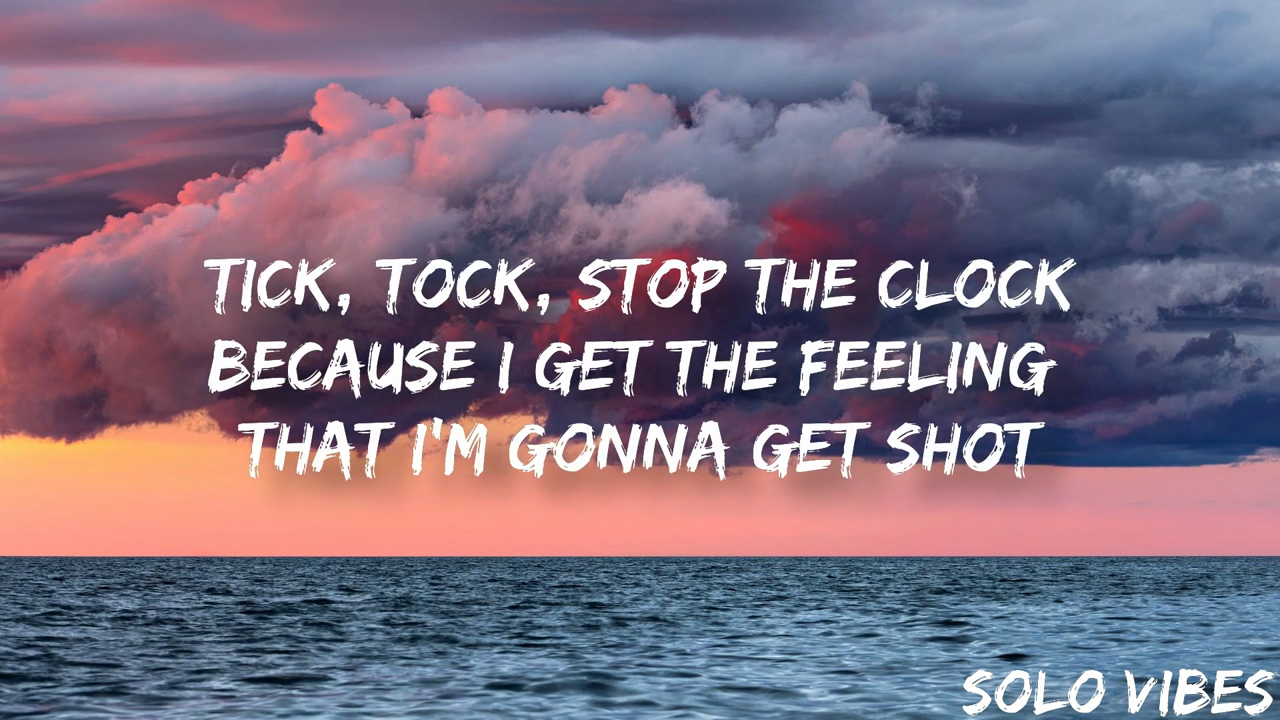 TICK, TOCK, STOP THE CLOCK
BECAUSE I GET THE FEELING
THAT I'M GONNA GET SHOT
SOLO VIBES